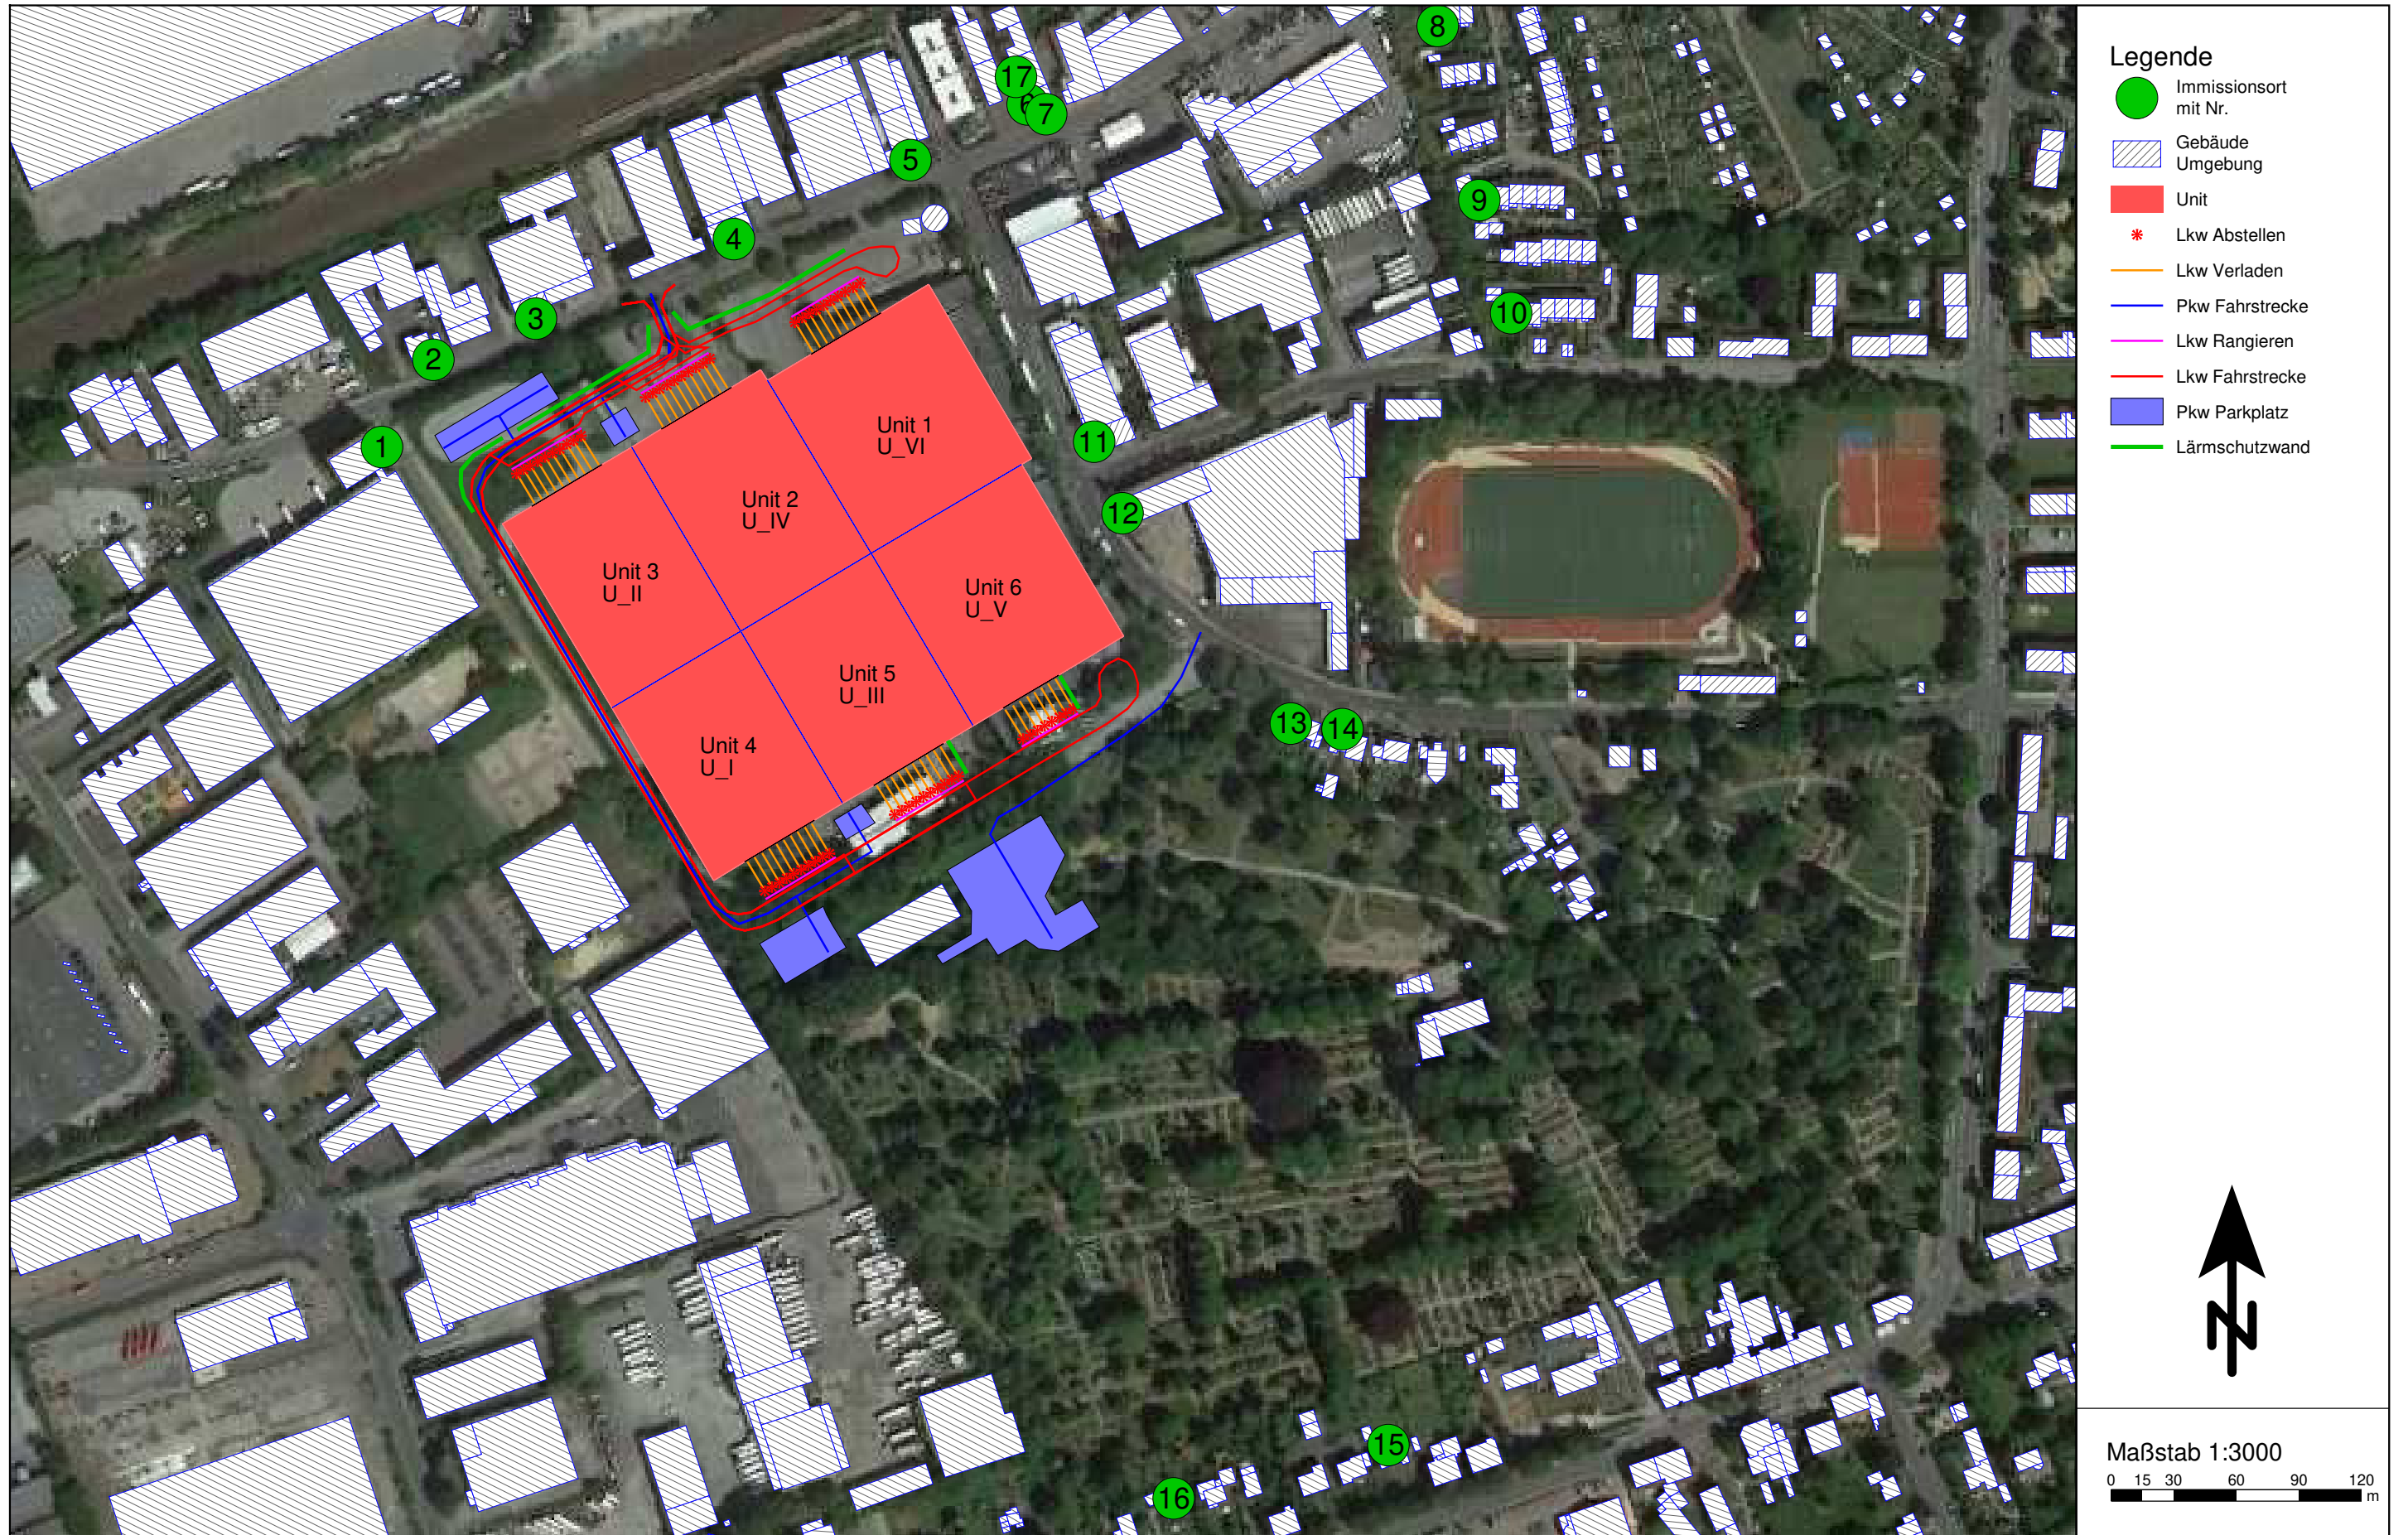 8
17
6
7
5
9
4
3
10
2
1
11
12
Unit 1
U_VI
Unit 2
U_IV
Unit 3
U_II
Unit 6
U_V
Unit 5
U_III
Unit 4
U_I
13
14
15
16
Legende
Immissionsort
mit Nr.
Gebäude
Umgebung
Unit
Lkw Abstellen
Lkw Verladen
Pkw Fahrstrecke
Lkw Rangieren
Lkw Fahrstrecke
Pkw Parkplatz
Lärmschutzwand
N
Maßstab 1:3000
0 15 30 60 90 120
m